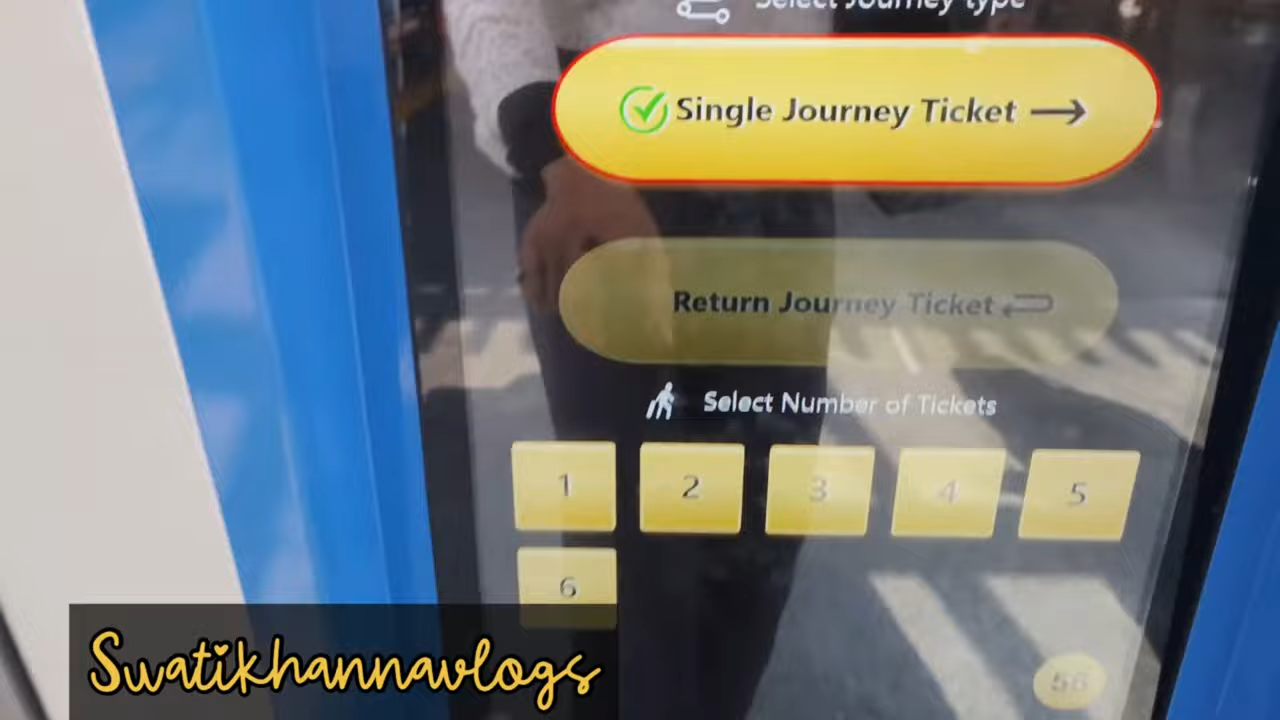 Select Journey type
Single Journey Ticket
Return Journey Ticket
Select Number of Tickets
1 2 3 4 5
6
Swatikhannavlogs